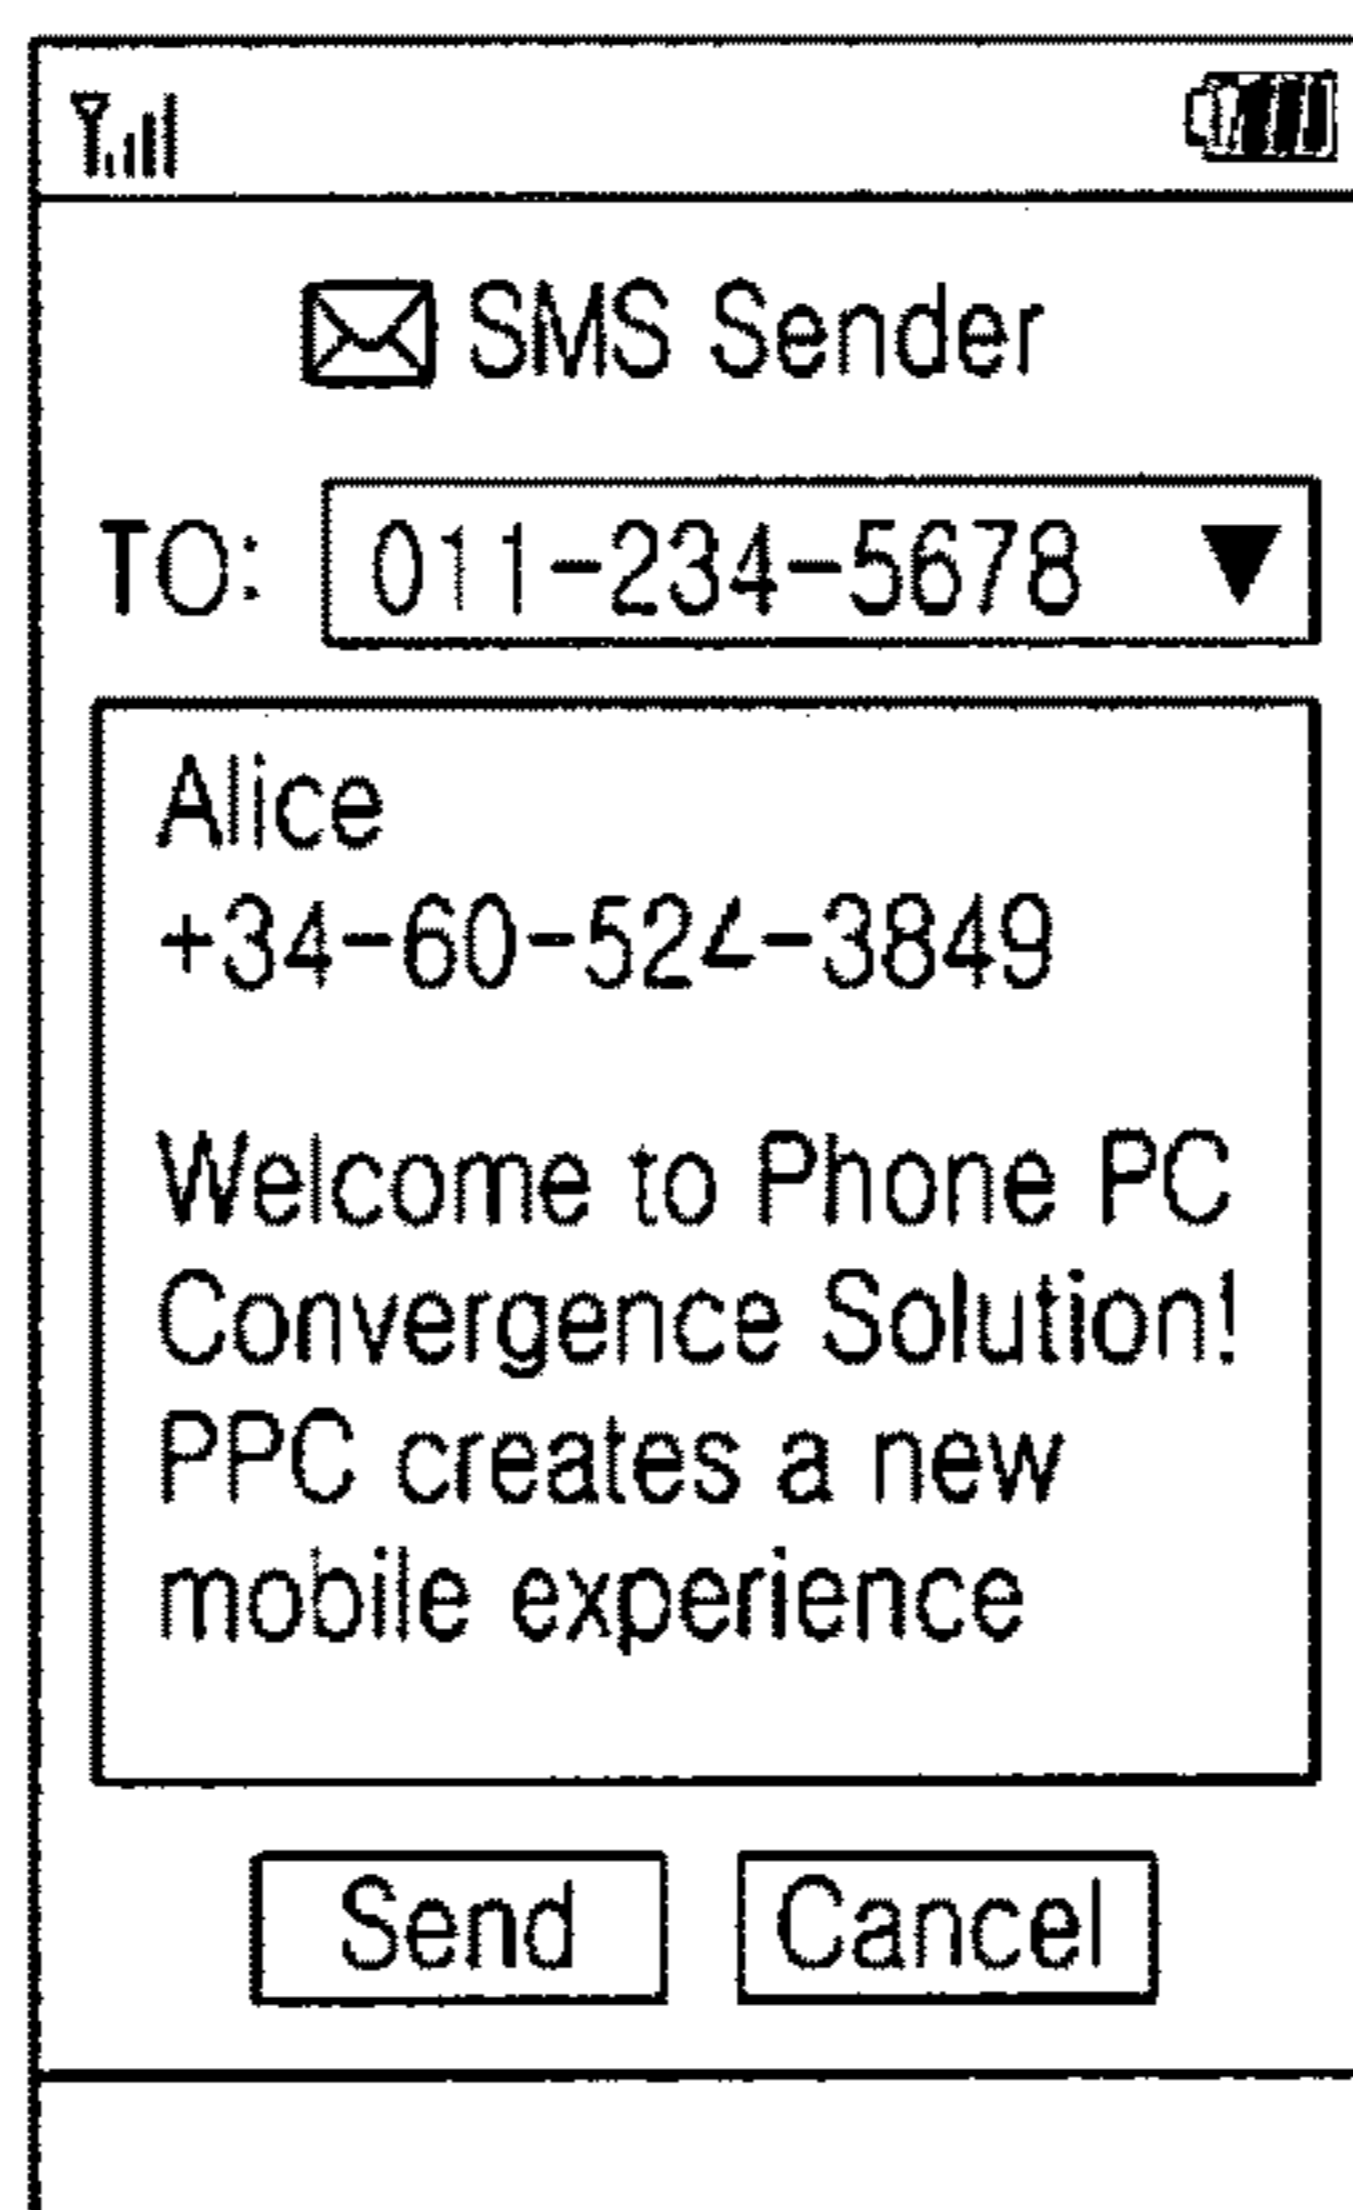 SMS Sender
TO: 011-234-5678
Alice
+34-60-524-3849
Welcome to Phone PC
Convergence Solution!
PPC creates a new
mobile experience
Send Cancel